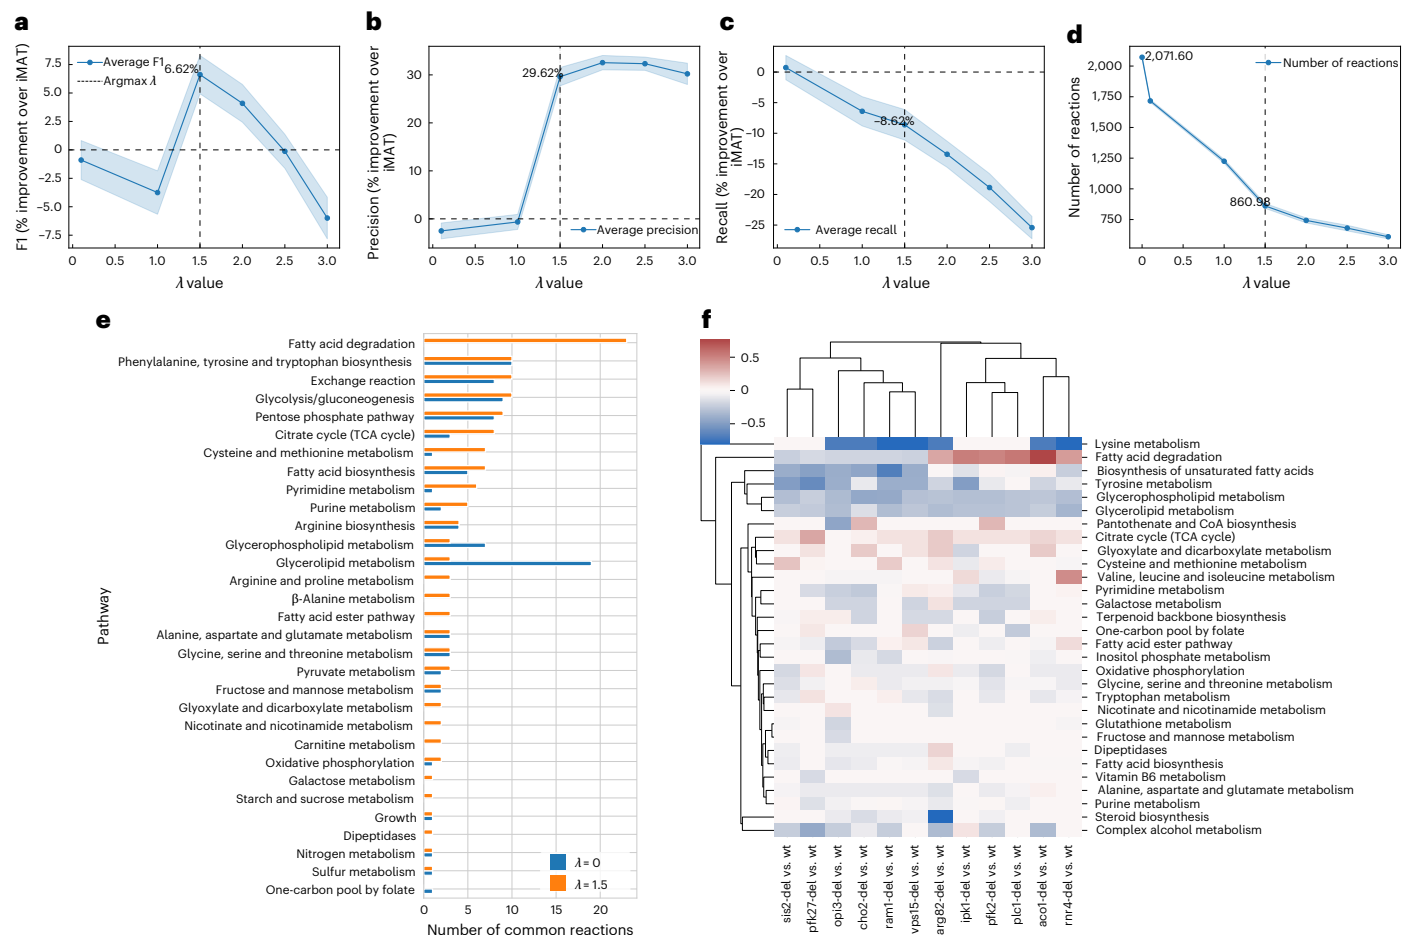 a
F1 (% improvement over iMAT)
7.5
5.0
2.5
0
−2.5
−5.0
−7.5
Average F1
Argmax λ
6.62%
0 0.5 1.0 1.5 2.0 2.5 3.0
λ value
b
Precision (% improvement over
iMAT)
30
20
10
0
29.62%
Average precision
0 0.5 1.0 1.5 2.0 2.5 3.0
λ value
c
Recall (% improvement over
iMAT)
0
−5
−10
−15
−20
−25
−8.62%
Average recall
0 0.5 1.0 1.5 2.0 2.5 3.0
λ value
d
Number of reactions
2,000
1,750
1,500
1,250
1,000
750
2,071.60
Number of reactions
860.98
0 0.5 1.0 1.5 2.0 2.5 3.0
λ value
e
Pathway
Fatty acid degradation
Phenylalanine, tyrosine and tryptophan biosynthesis
Exchange reaction
Glycolysis/gluconeogenesis
Pentose phosphate pathway
Citrate cycle (TCA cycle)
Cysteine and methionine metabolism
Fatty acid biosynthesis
Pyrimidine metabolism
Purine metabolism
Arginine biosynthesis
Glycerophospholipid metabolism
Glycerolipid metabolism
Arginine and proline metabolism
β-Alanine metabolism
Fatty acid ester pathway
Alanine, aspartate and glutamate metabolism
Glycine, serine and threonine metabolism
Pyruvate metabolism
Fructose and mannose metabolism
Glyoxylate and dicarboxylate metabolism
Nicotinate and nicotinamide metabolism
Carnitine metabolism
Oxidative phosphorylation
Galactose metabolism
Starch and sucrose metabolism
Growth
Dipeptidases
Nitrogen metabolism
Sulfur metabolism
One-carbon pool by folate
λ = 0
λ = 1.5
0 5 10 15 20
Number of common reactions
f
0.5
0
−0.5
Lysine metabolism
Fatty acid degradation
Biosynthesis of unsaturated fatty acids
Tyrosine metabolism
Glycerophospholipid metabolism
Glycerolipid metabolism
Pantothenate and CoA biosynthesis
Citrate cycle (TCA cycle)
Glyoxylate and dicarboxylate metabolism
Cysteine and methionine metabolism
Valine, leucine and isoleucine metabolism
Pyrimidine metabolism
Galactose metabolism
Terpenoid backbone biosynthesis
One-carbon pool by folate
Fatty acid ester pathway
Inositol phosphate metabolism
Oxidative phosphorylation
Glycine, serine and threonine metabolism
Tryptophan metabolism
Nicotinate and nicotinamide metabolism
Glutathione metabolism
Fructose and mannose metabolism
Dipeptidases
Fatty acid biosynthesis
Vitamin B6 metabolism
Alanine, aspartate and glutamate metabolism
Purine metabolism
Steroid biosynthesis
Complex alcohol metabolism
sis2-del vs. wt
pfk27-del vs. wt
opi3-del vs. wt
cho2-del vs. wt
ram1-del vs. wt
vps15-del vs. wt
arg82-del vs. wt
ipk1-del vs. wt
pfk2-del vs. wt
plc1-del vs. wt
aco1-del vs. wt
rnr4-del vs. wt